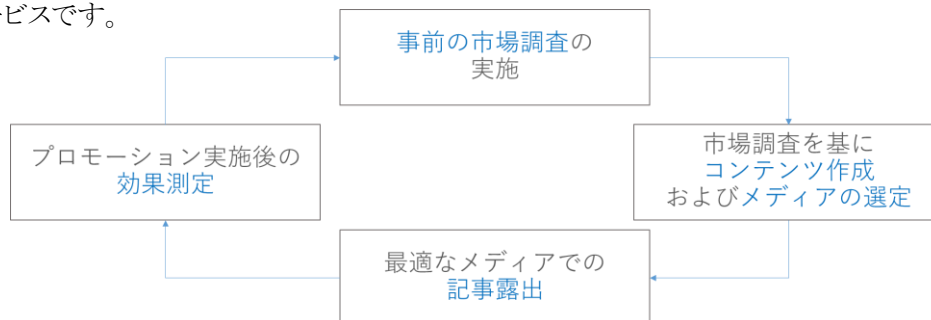 ービスです。
事前の市場調査の
実施
市場調査を基に
コンテンツ作成
およびメディアの選定
最適なメディアでの
記事露出
プロモーション実施後の
効果測定